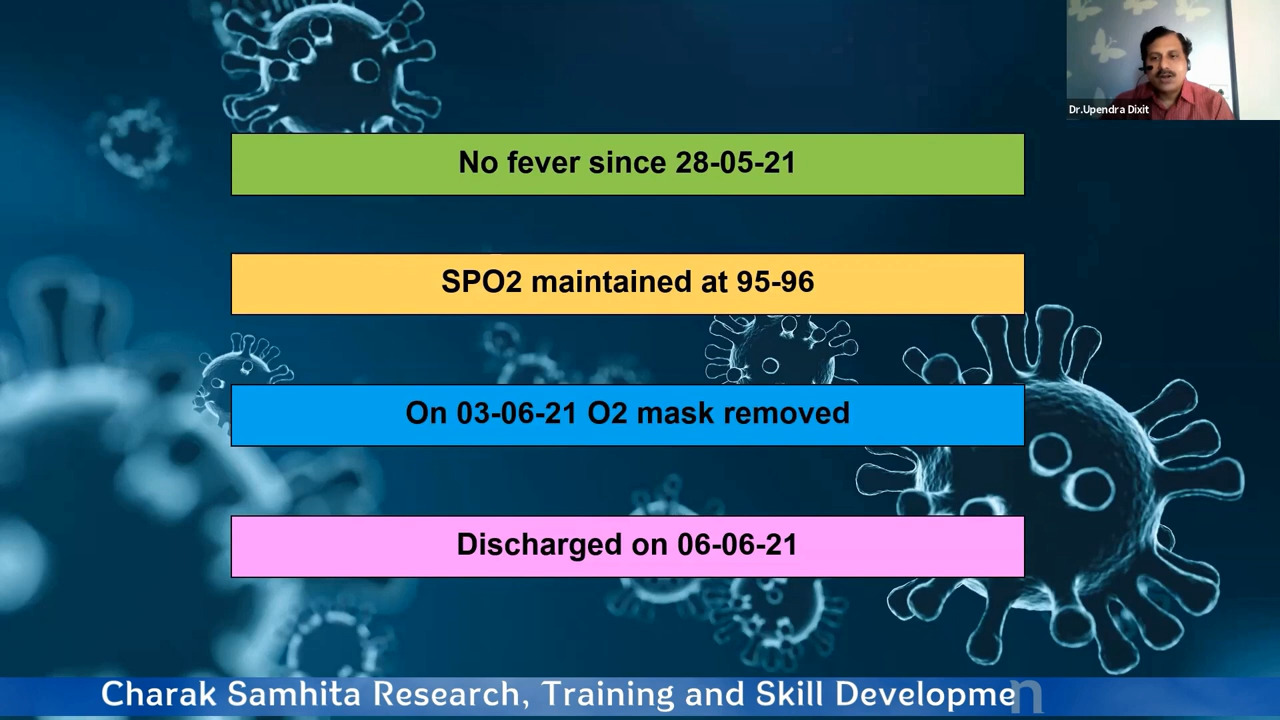 Dr.Upendra Dixit
No fever since 28-05-21
SPO2 maintained at 95-96
On 03-06-21 O2 mask removed
Discharged on 06-06-21
Charak Samhita Research, Training and Skill Developmen